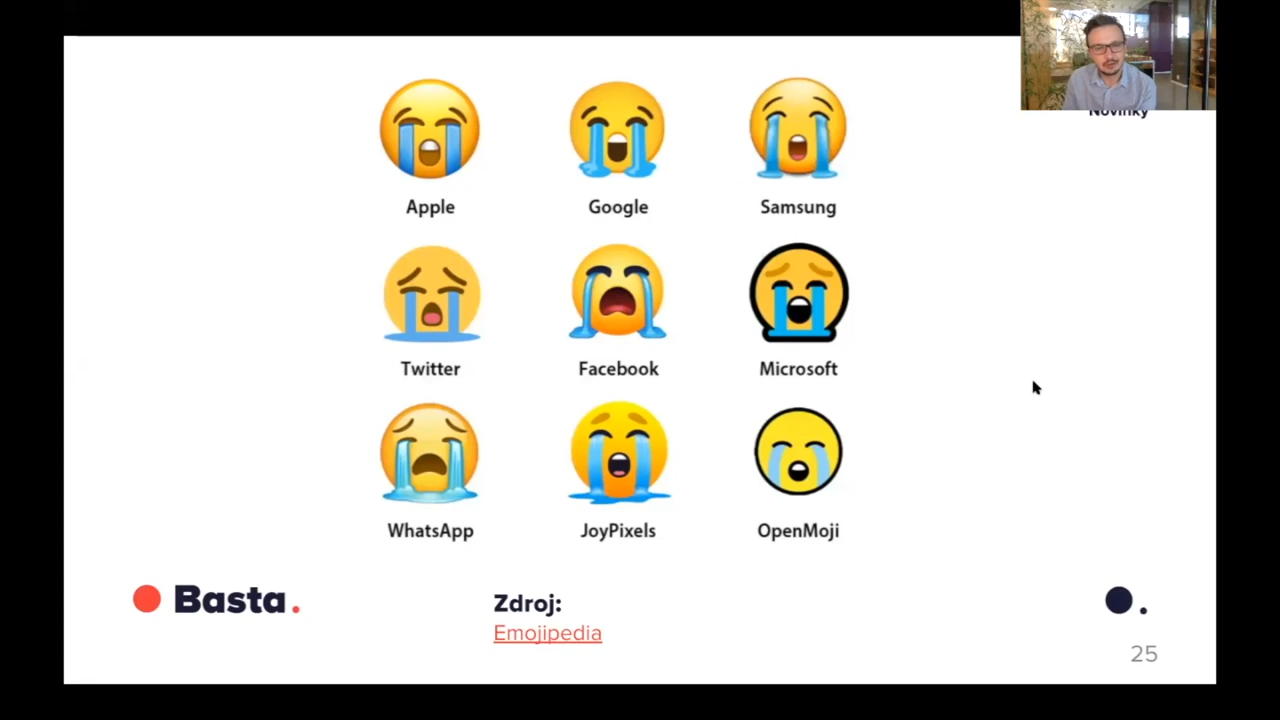 Novinky
Apple
Google
Samsung
Twitter
Facebook
Microsoft
WhatsApp
JoyPixels
OpenMoji
Basta.
Zdroj:
Emojipedia
25